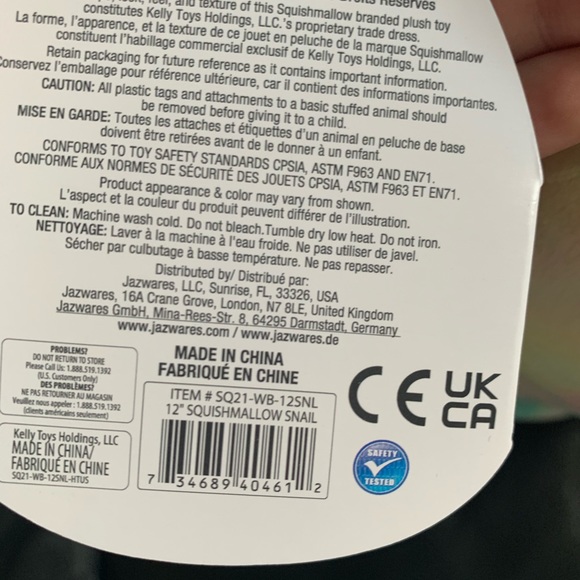 Reserves
feel, and texture of this Squishmallow branded plush toy
constitutes Kelly Toys Holdings, LLC.'s proprietary trade dress.
La forme, l'apparence, et la texture de ce jouet en peluche de la marque Squishmallow
constituent l'habillage commercial exclusif de Kelly Toys Holdings, LLC.
Retain packaging for future reference as it contains important information.
Conservez l'emballage pour référence ultérieure, car il contient des informations importantes.
CAUTION: All plastic tags and attachments to a basic stuffed animal should
be removed before giving it to a child.
MISE EN GARDE: Toutes les attaches et étiquettes d'un animal en peluche de base
doivent être retirées avant de le donner à un enfant.
CONFORMS TO TOY SAFETY STANDARDS CPSIA, ASTM F963 AND EN71.
CONFORME AUX NORMES DE SÉCURITÉ DES JOUETS CPSIA, ASTM F963 ET EN71.
Product appearance & color may vary from shown.
L'aspect et la couleur du produit peuvent différer de l'illustration.
TO CLEAN: Machine wash cold. Do not bleach.Tumble dry low heat. Do not iron.
NETTOYAGE: Laver à la machine à l'eau froide. Ne pas utiliser de javel.
Sécher par culbutage à basse température. Ne pas repasser.
Distributed by/ Distribué par:
Jazwares, LLC, Sunrise, FL, 33326, USA
Jazwares, 16A Crane Grove, London, N7 8LE, United Kingdom
Jazwares GmbH, Mina-Rees-Str. 8, 64295 Darmstadt, Germany
www.jazwares.com / www.jazwares.de
PROBLEMS?
DO NOT RETURN TO STORE
Please Call Us: 1.888.519.1392
(U.S. Customers Only)
DES PROBLÈMES?
NE PAS RETOURNER AU MAGASIN
Veuillez nous appeler : 1.888.519.1392
(clients américains seulement)
Kelly Toys Holdings, LLC
MADE IN CHINA/
FABRIQUÉ EN CHINE
SQ21-WB-12SNL-HTUS
MADE IN CHINA
FABRIQUÉ EN CHINE
ITEM # SQ21-WB-12SNL
12" SQUISHMALLOW SNAIL
7 34689 40461 2
CE
UK
CA
SAFETY
TESTED